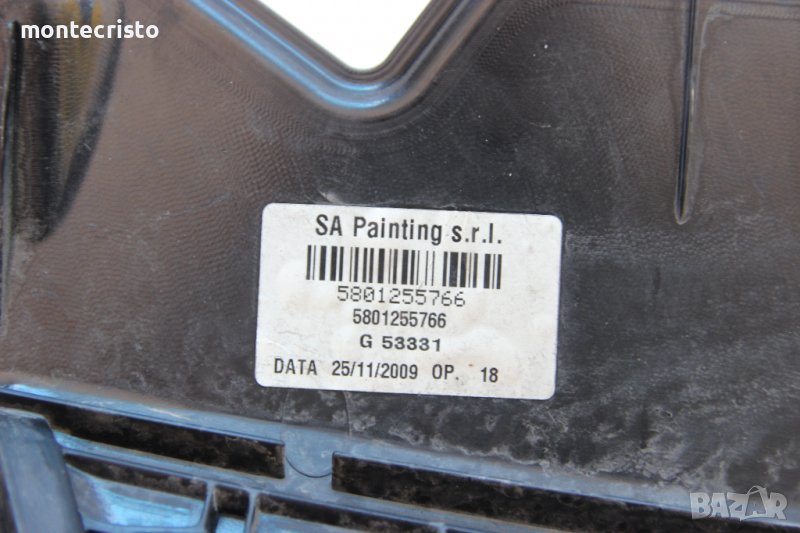 montecristo
SA Painting s.r.l.
5801255766
5801255766
G 53331
DATA 25/11/2009 OP. 18
BAZAR